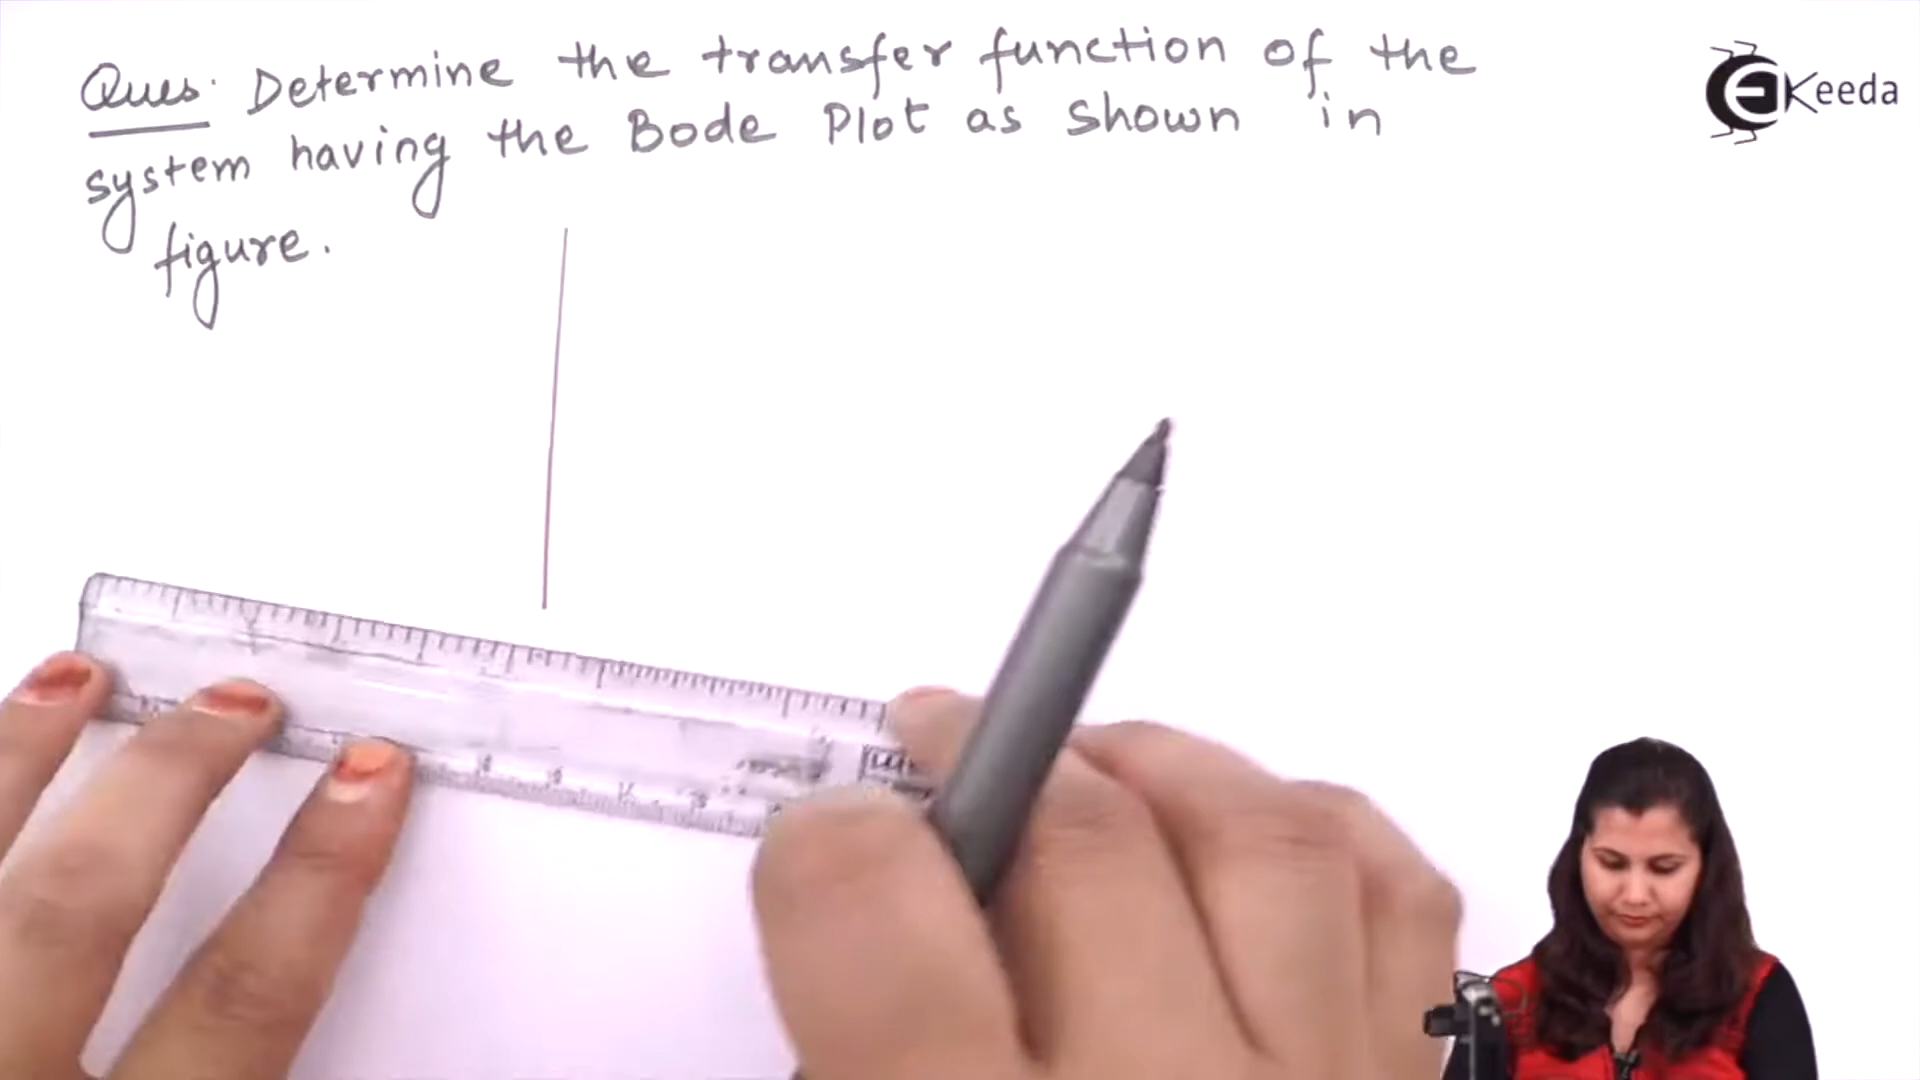 Ques. Determine the transfer function of the
system having the Bode Plot as shown in
figure.
Keeda